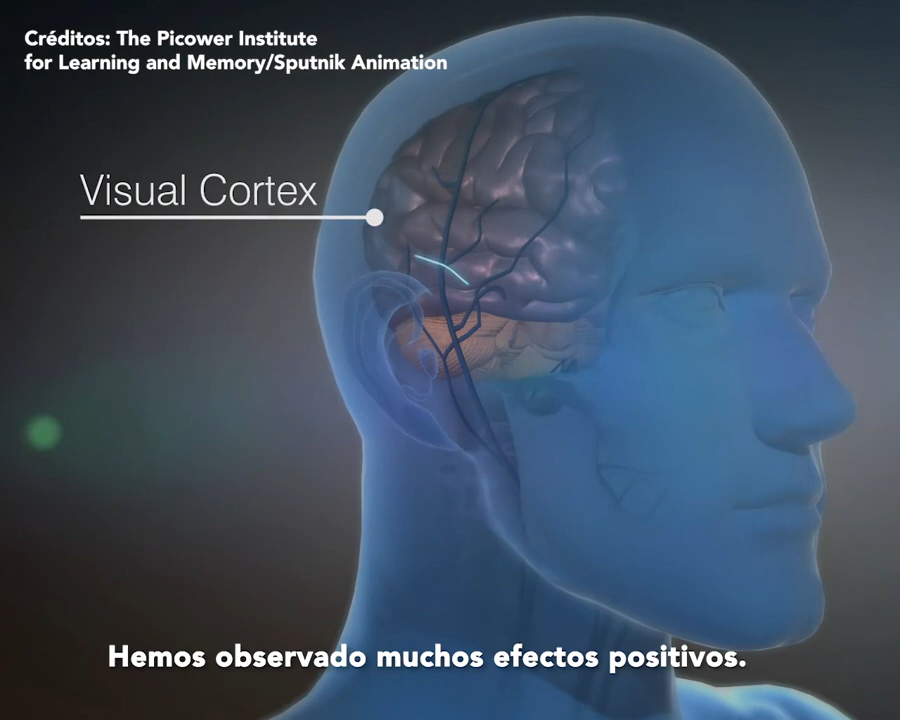 Créditos: The Picower Institute
for Learning and Memory/Sputnik Animation
Visual Cortex
Hemos observado muchos efectos positivos.